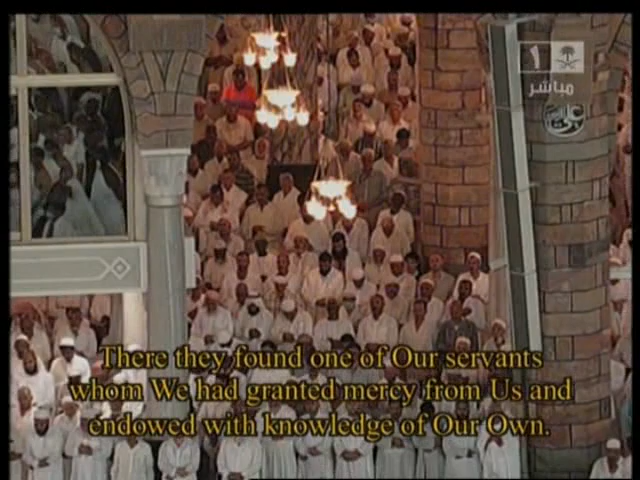 ١
مباشر
There they found one of Our servants
whom We had granted mercy from Us and
endowed with knowledge of Our Own.